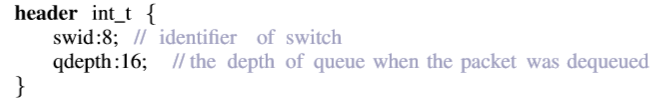 header int_t {
swid:8; // identifier of switch
qdepth:16; // the depth of queue when the packet was dequeued
}